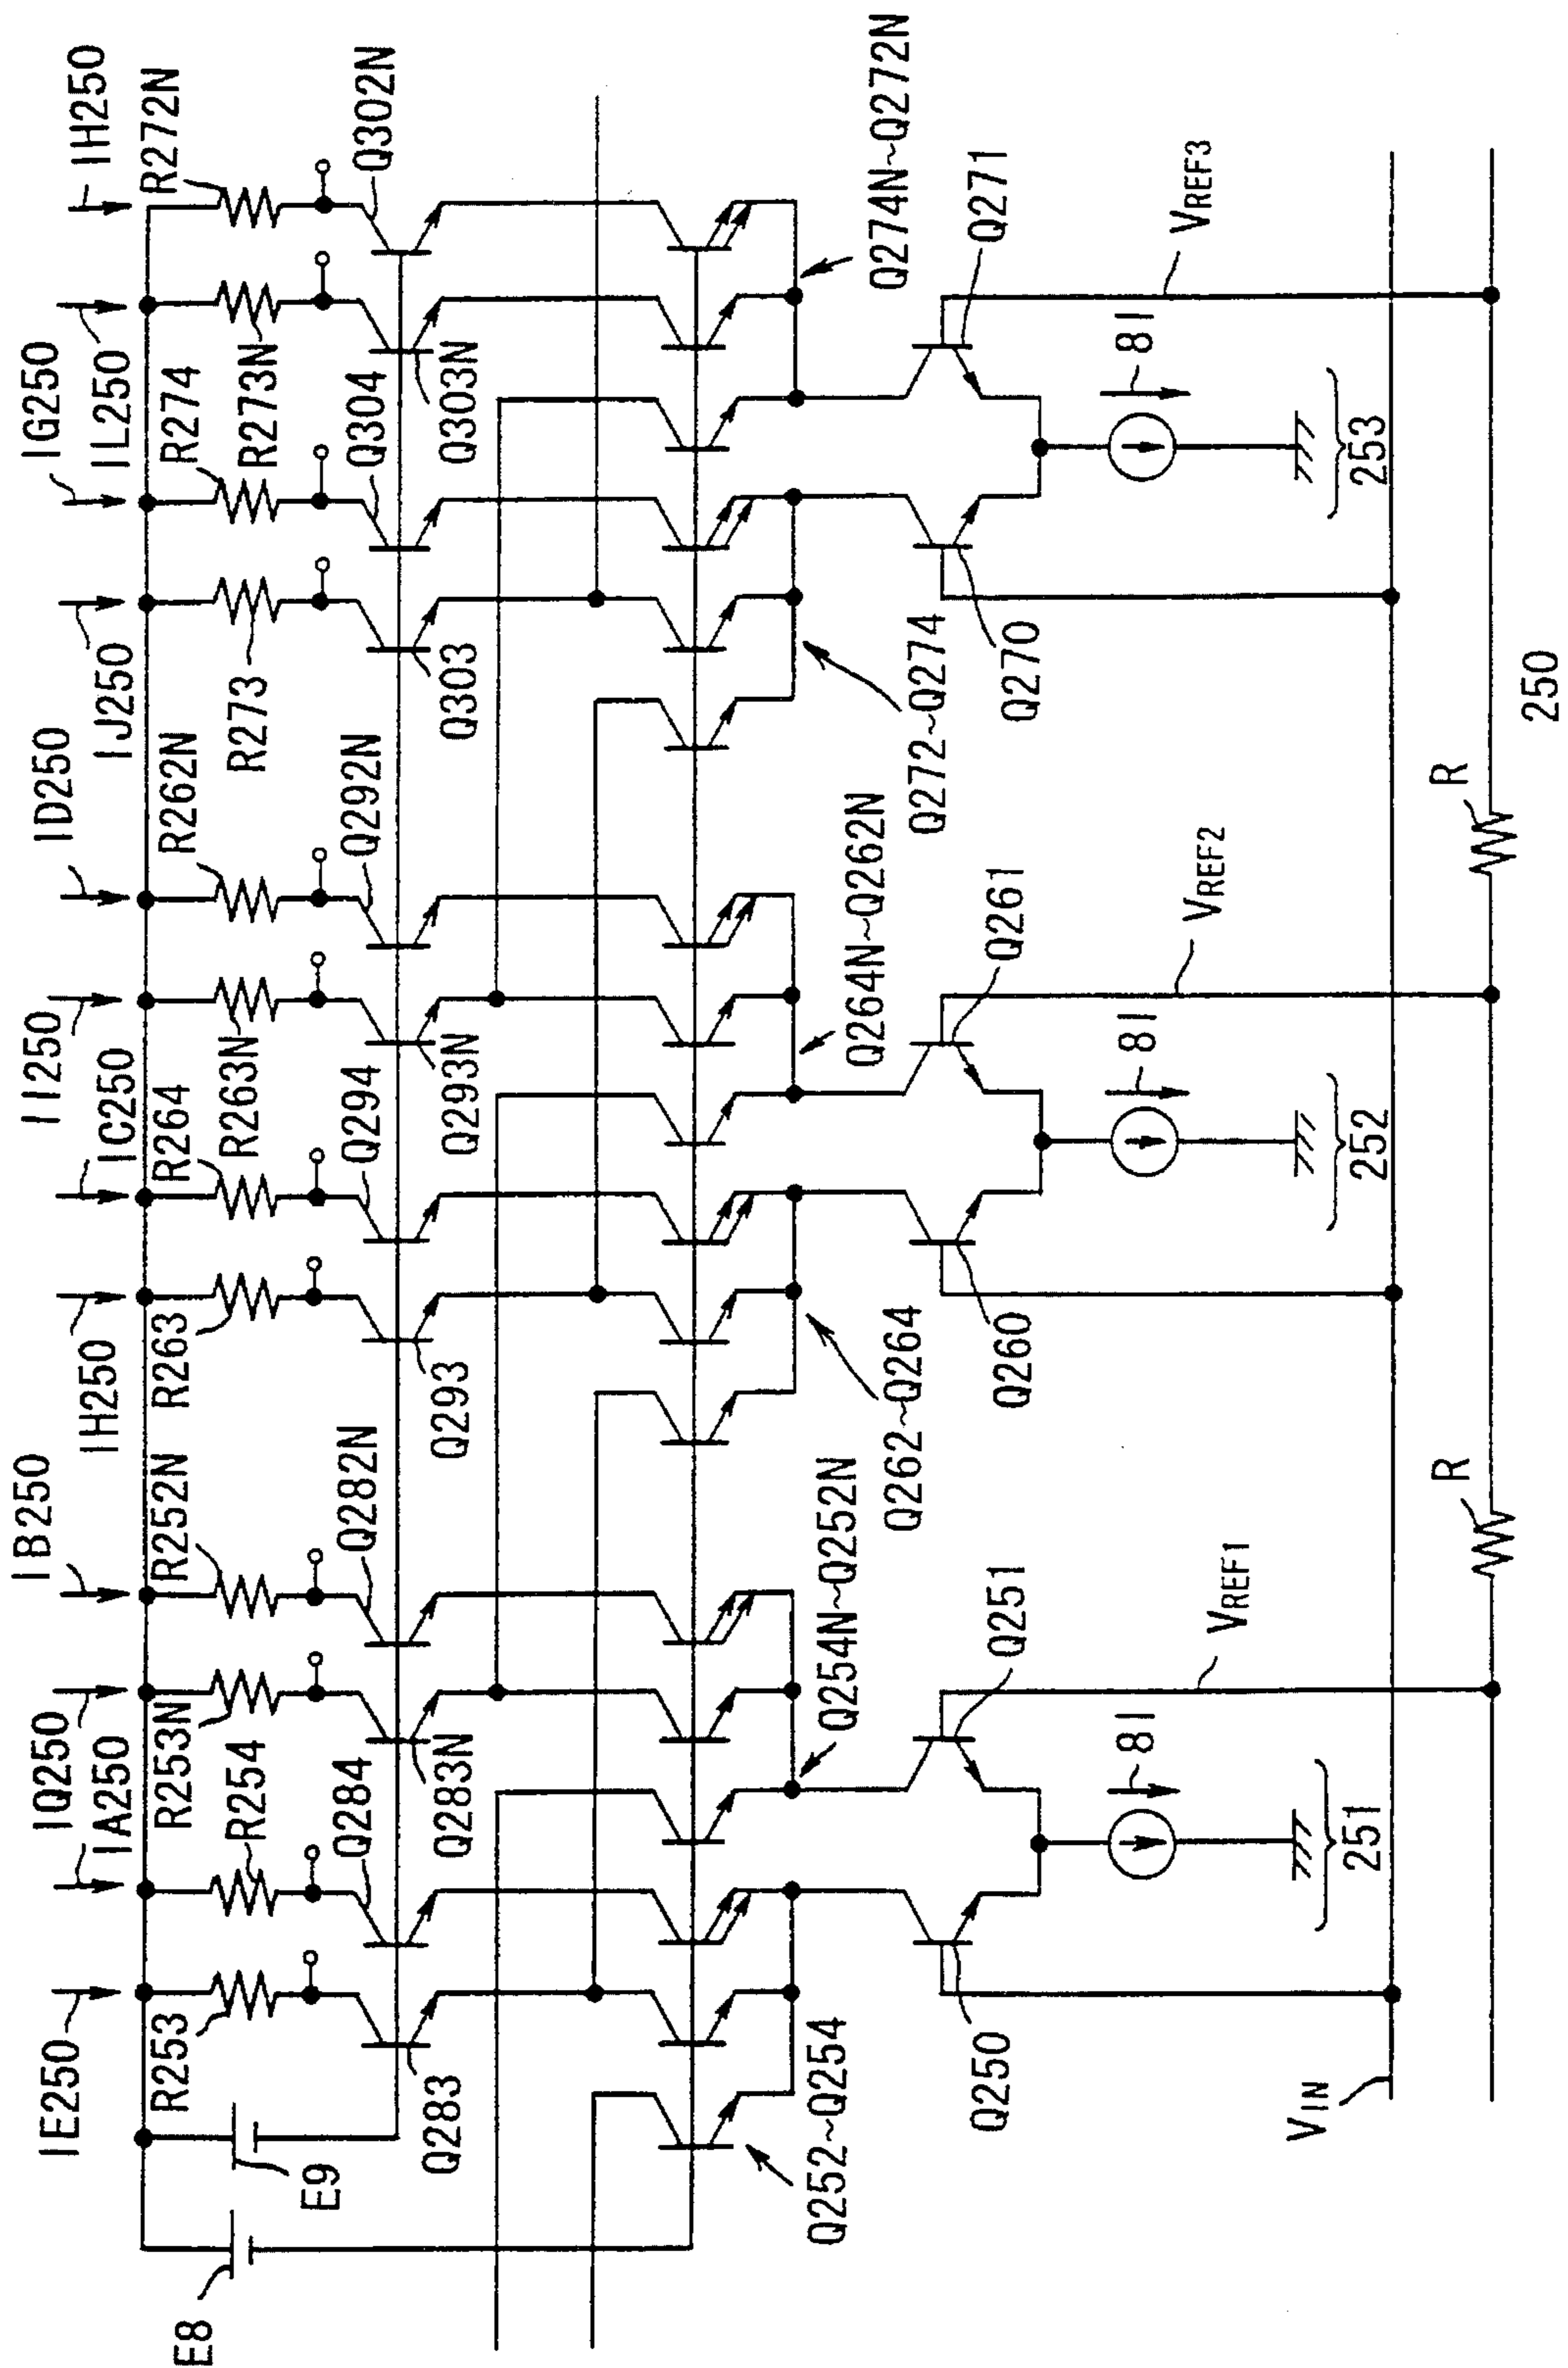 E8
E9
IE250
IA250
IQ250
IB250
IH250
IC250
II250
ID250
IJ250
IG250
IL250
IH250
R253
R254
R253N
R252N
R263
R264
R263N
R262N
R273
R274
R273N
R272N
Q283
Q284
Q283N
Q282N
Q293
Q294
Q293N
Q292N
Q303
Q304
Q303N
Q302N
Q252~Q254
Q254N~Q252N
Q262~Q264
Q264N~Q262N
Q272~Q274
Q274N~Q272N
Q250
Q251
Q260
Q261
Q270
Q271
8I
8I
8I
251
252
253
VREF1
VREF2
VREF3
VIN
R
R
250